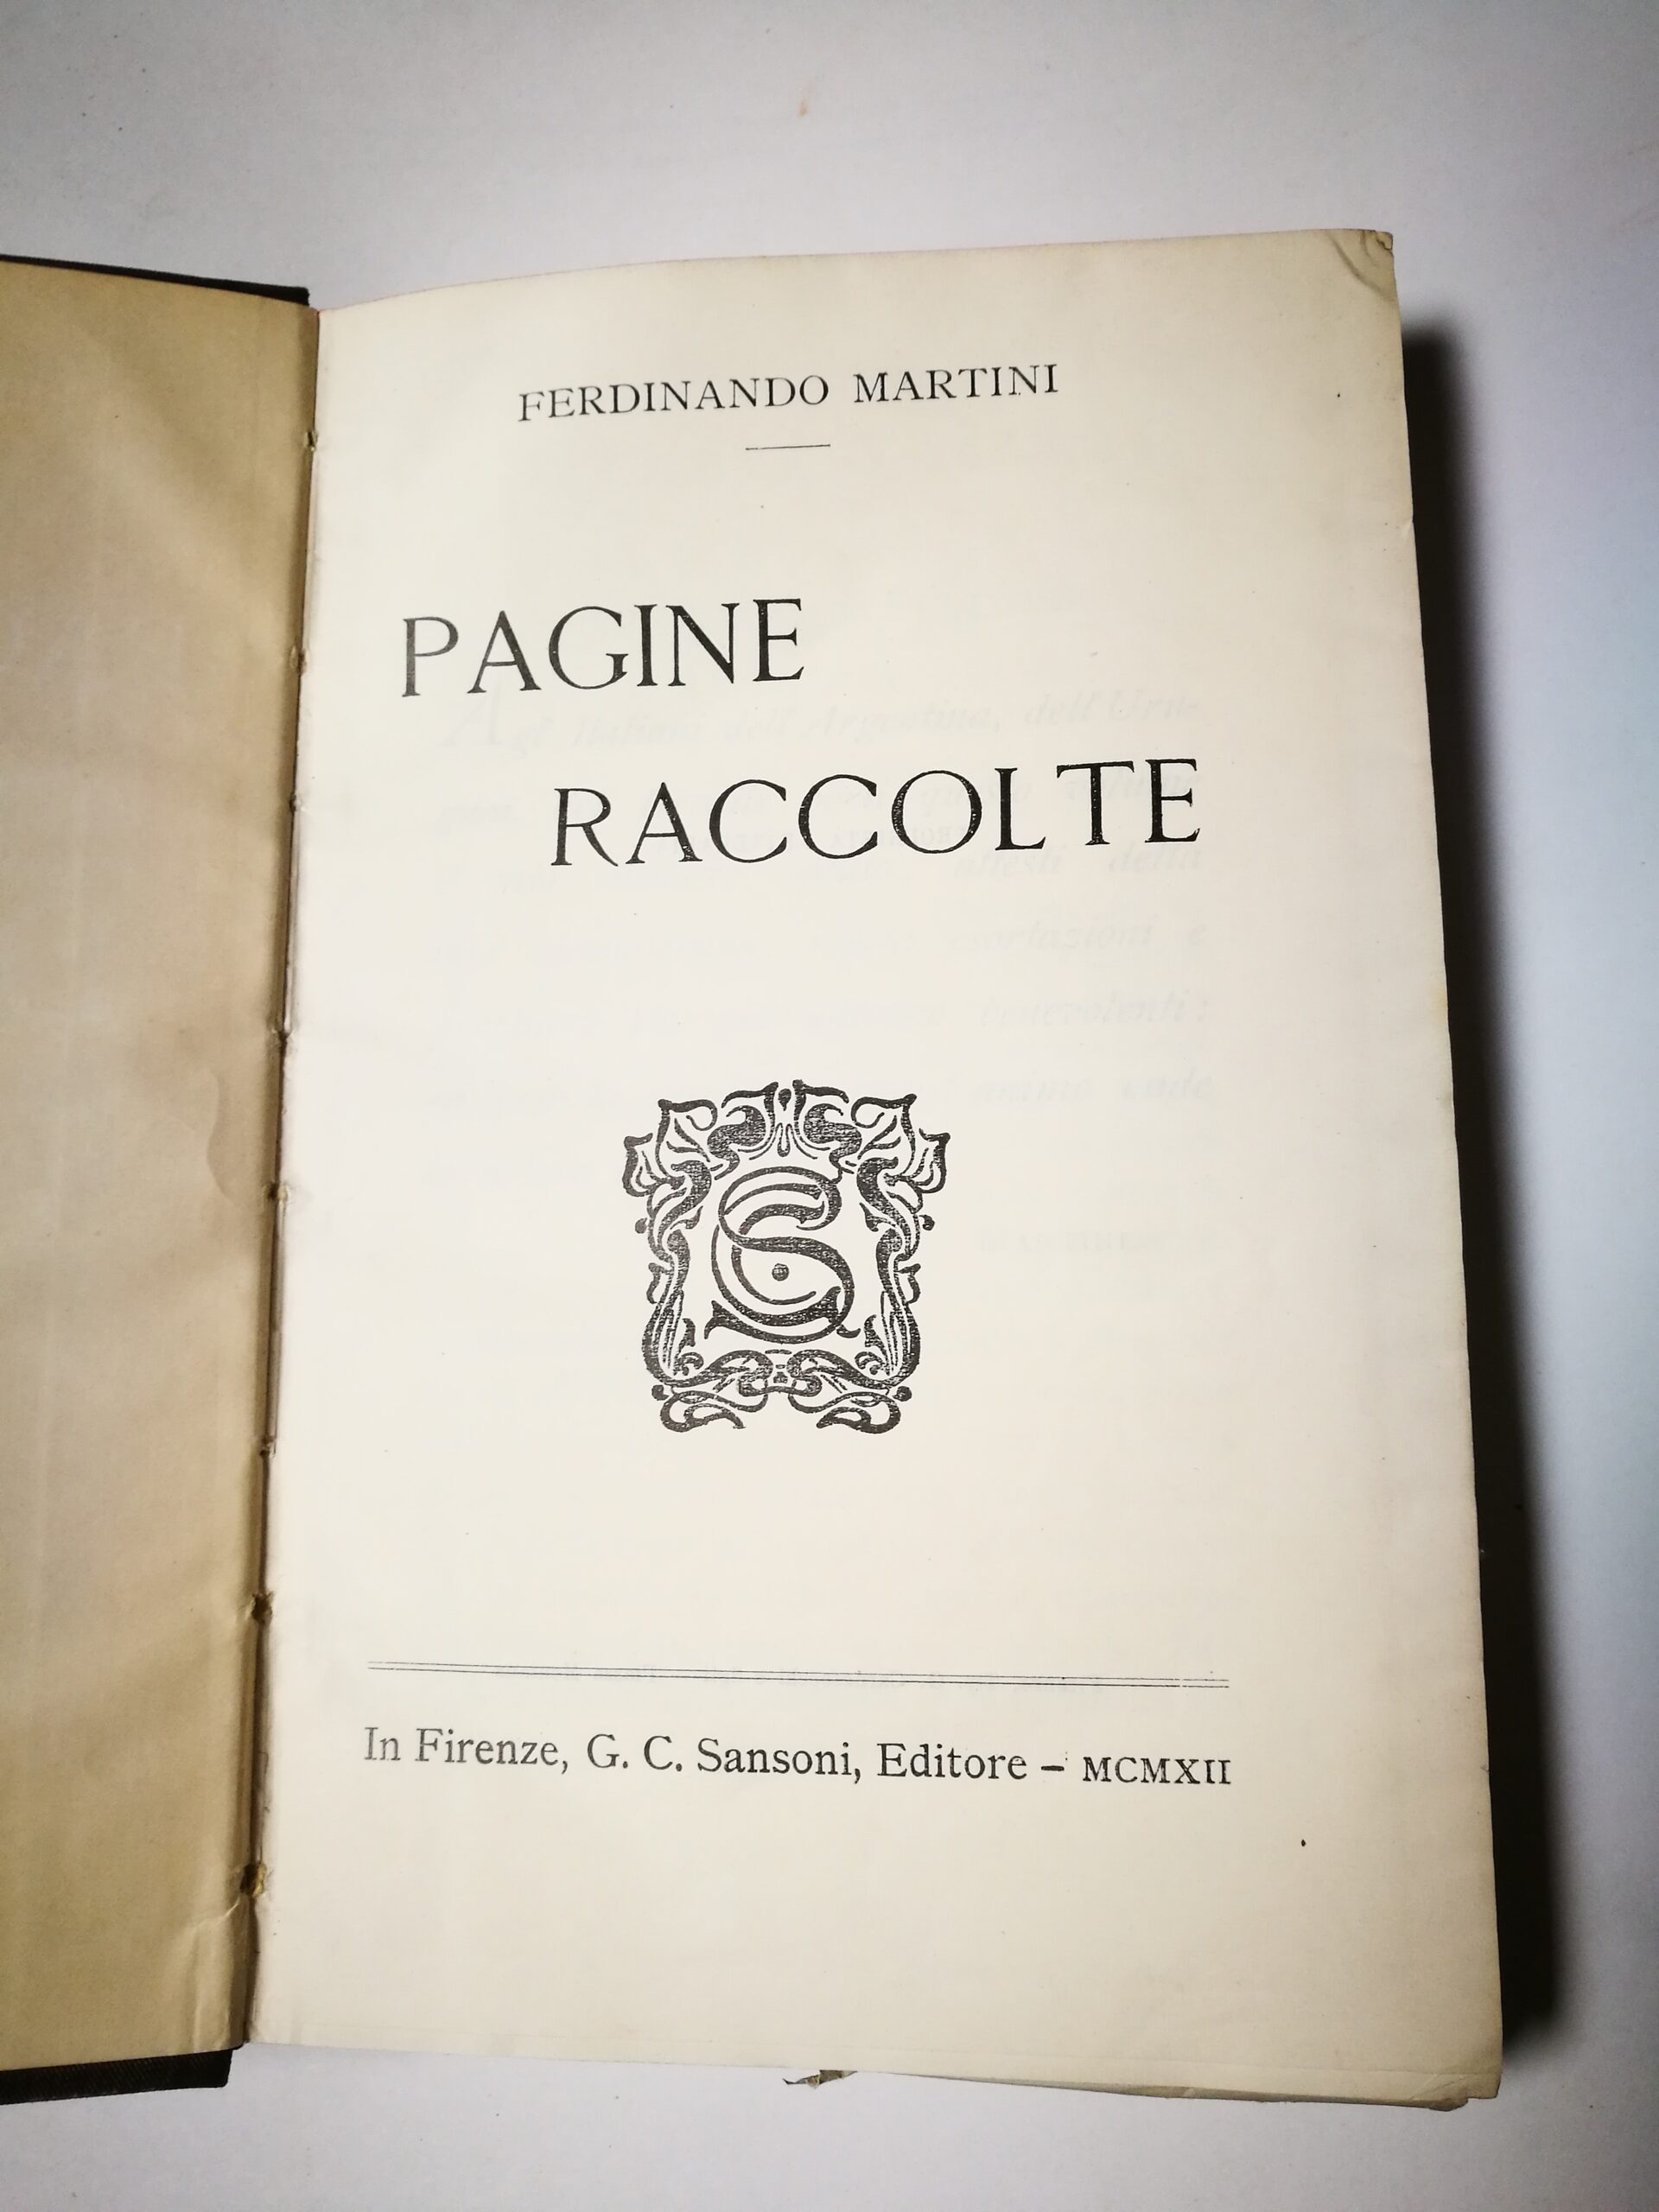 FERDINANDO MARTINI
PAGINE
RACCOLTE
In Firenze, G. C. Sansoni, Editore – MCMXII